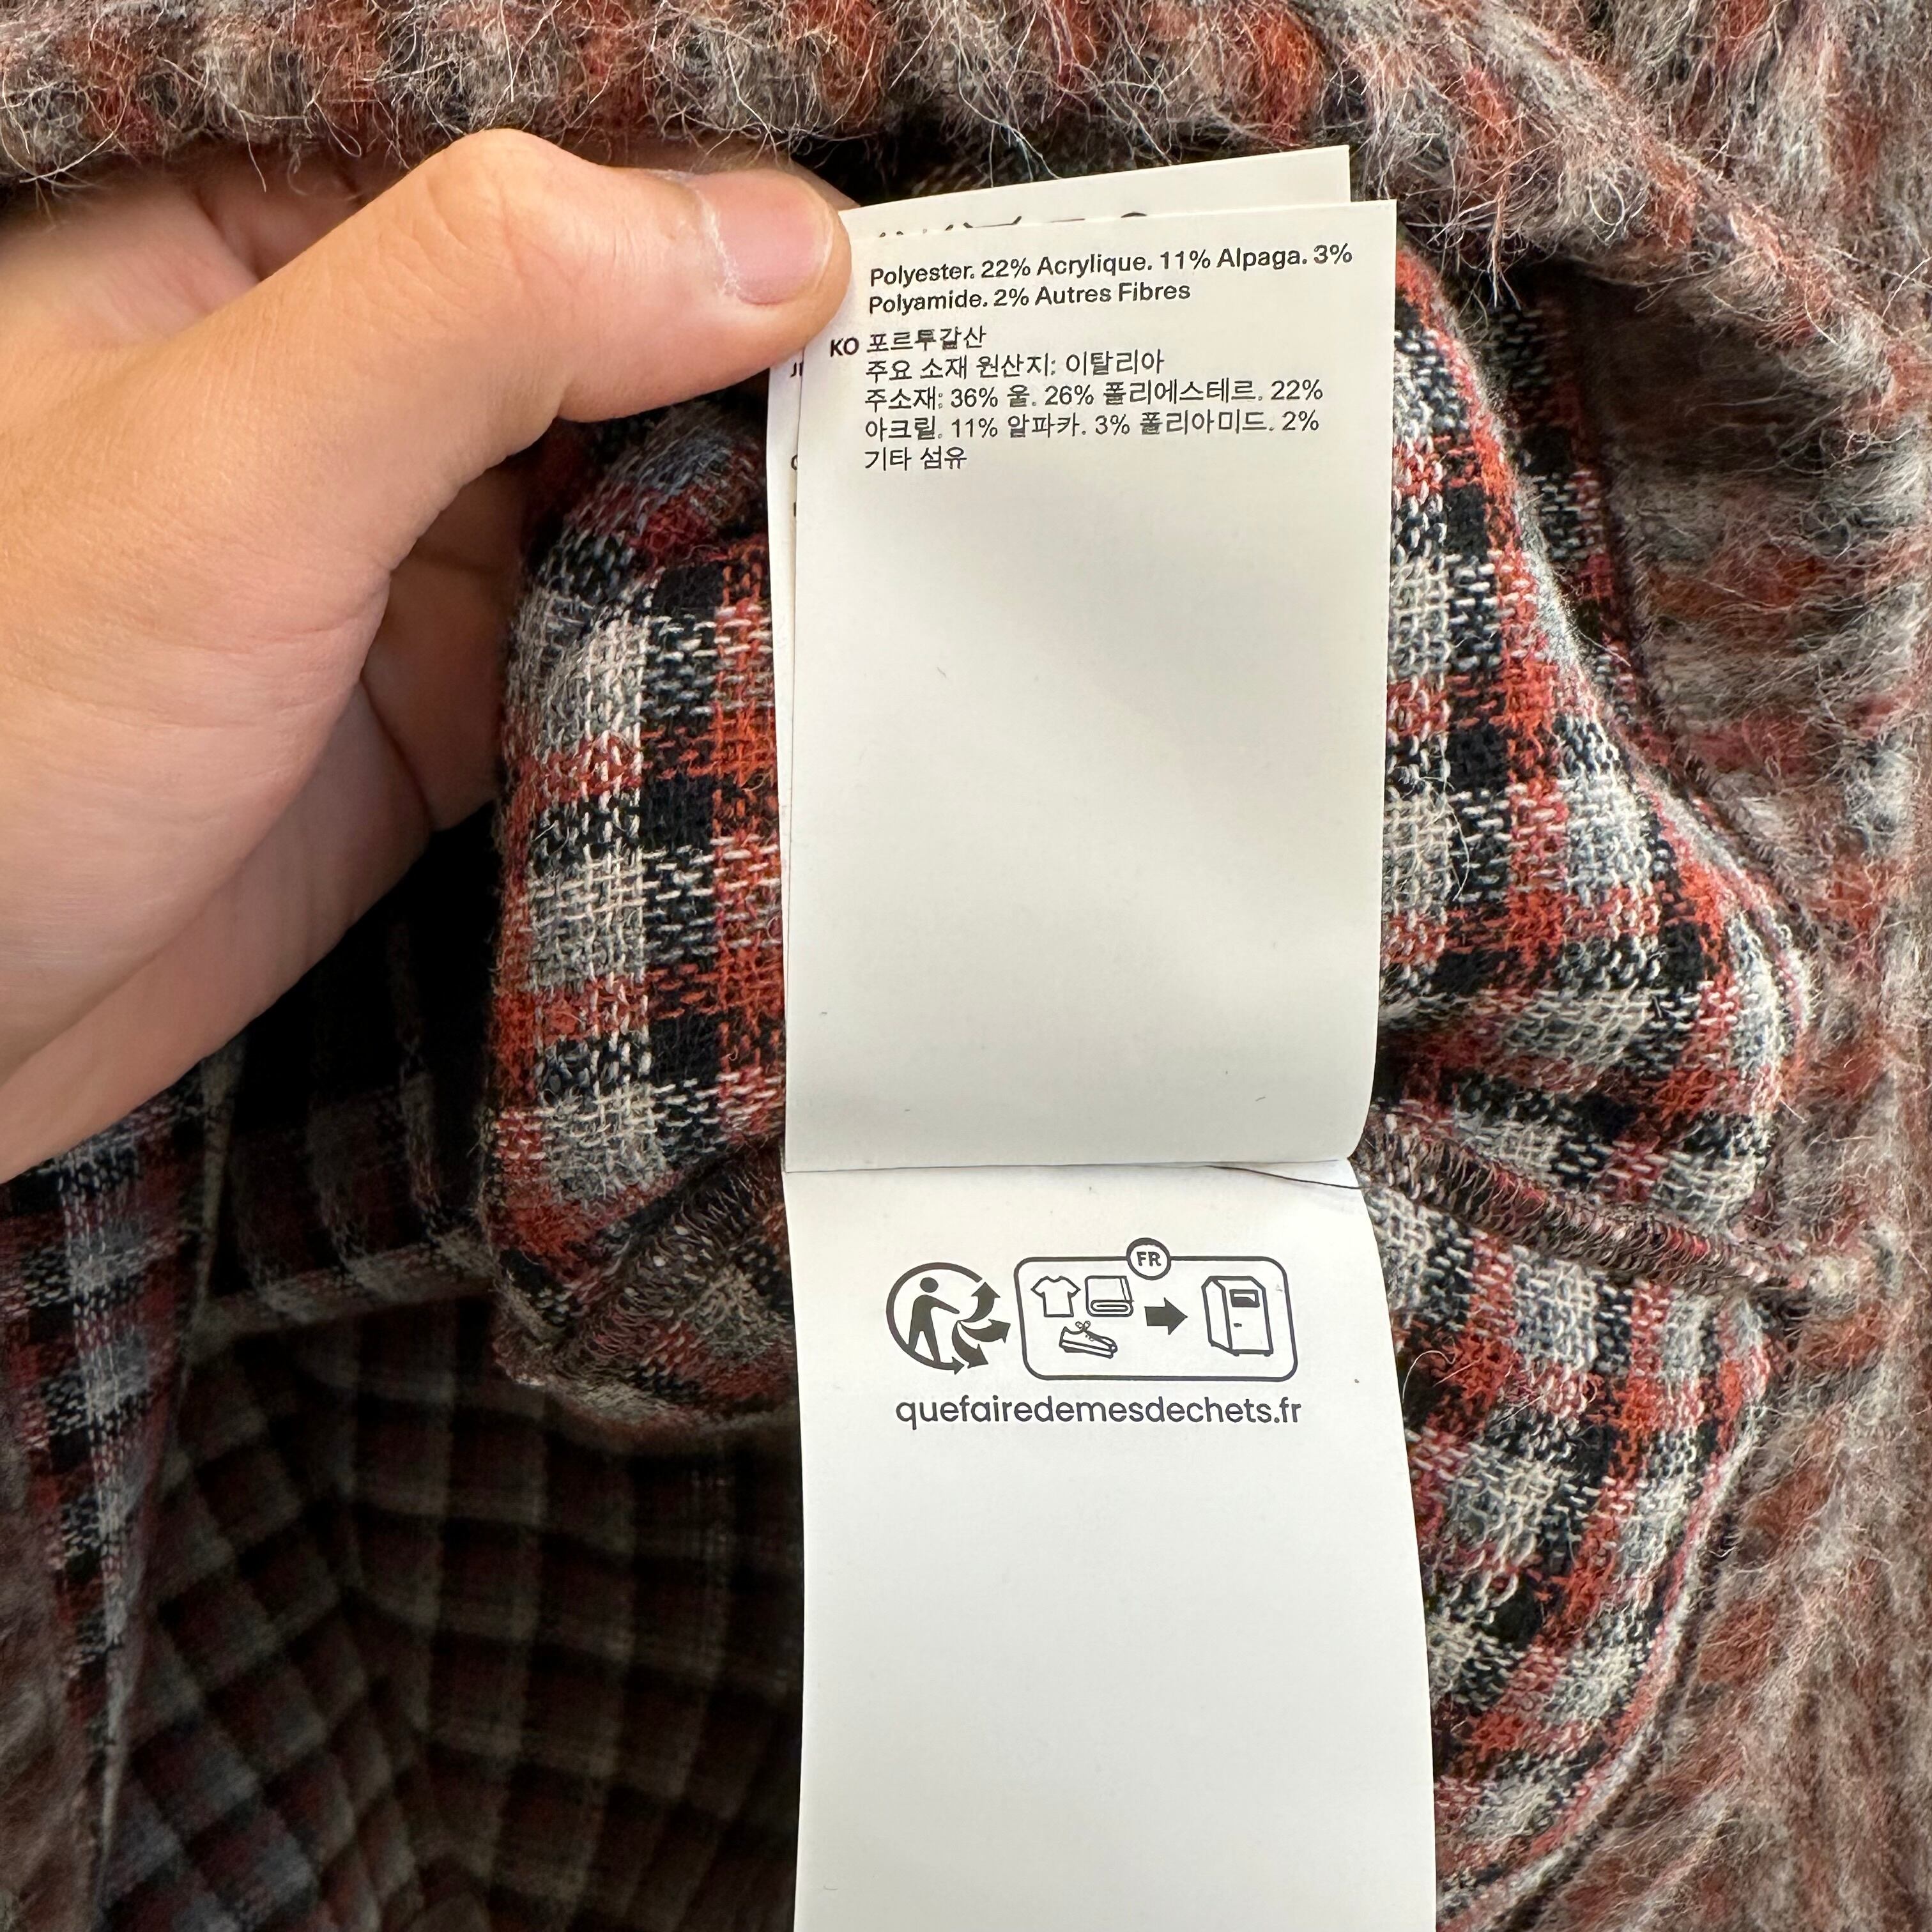 Polyester. 22% Acrylique. 11% Alpaga. 3%
Polyamide. 2% Autres Fibres
KO 포르투갈산
주요 소재 원산지: 이탈리아
주소재: 36% 울. 26% 폴리에스테르. 22%
아크릴. 11% 알파카. 3% 폴리아미드. 2%
기타 섬유
FR
quefairedemesdechets.fr